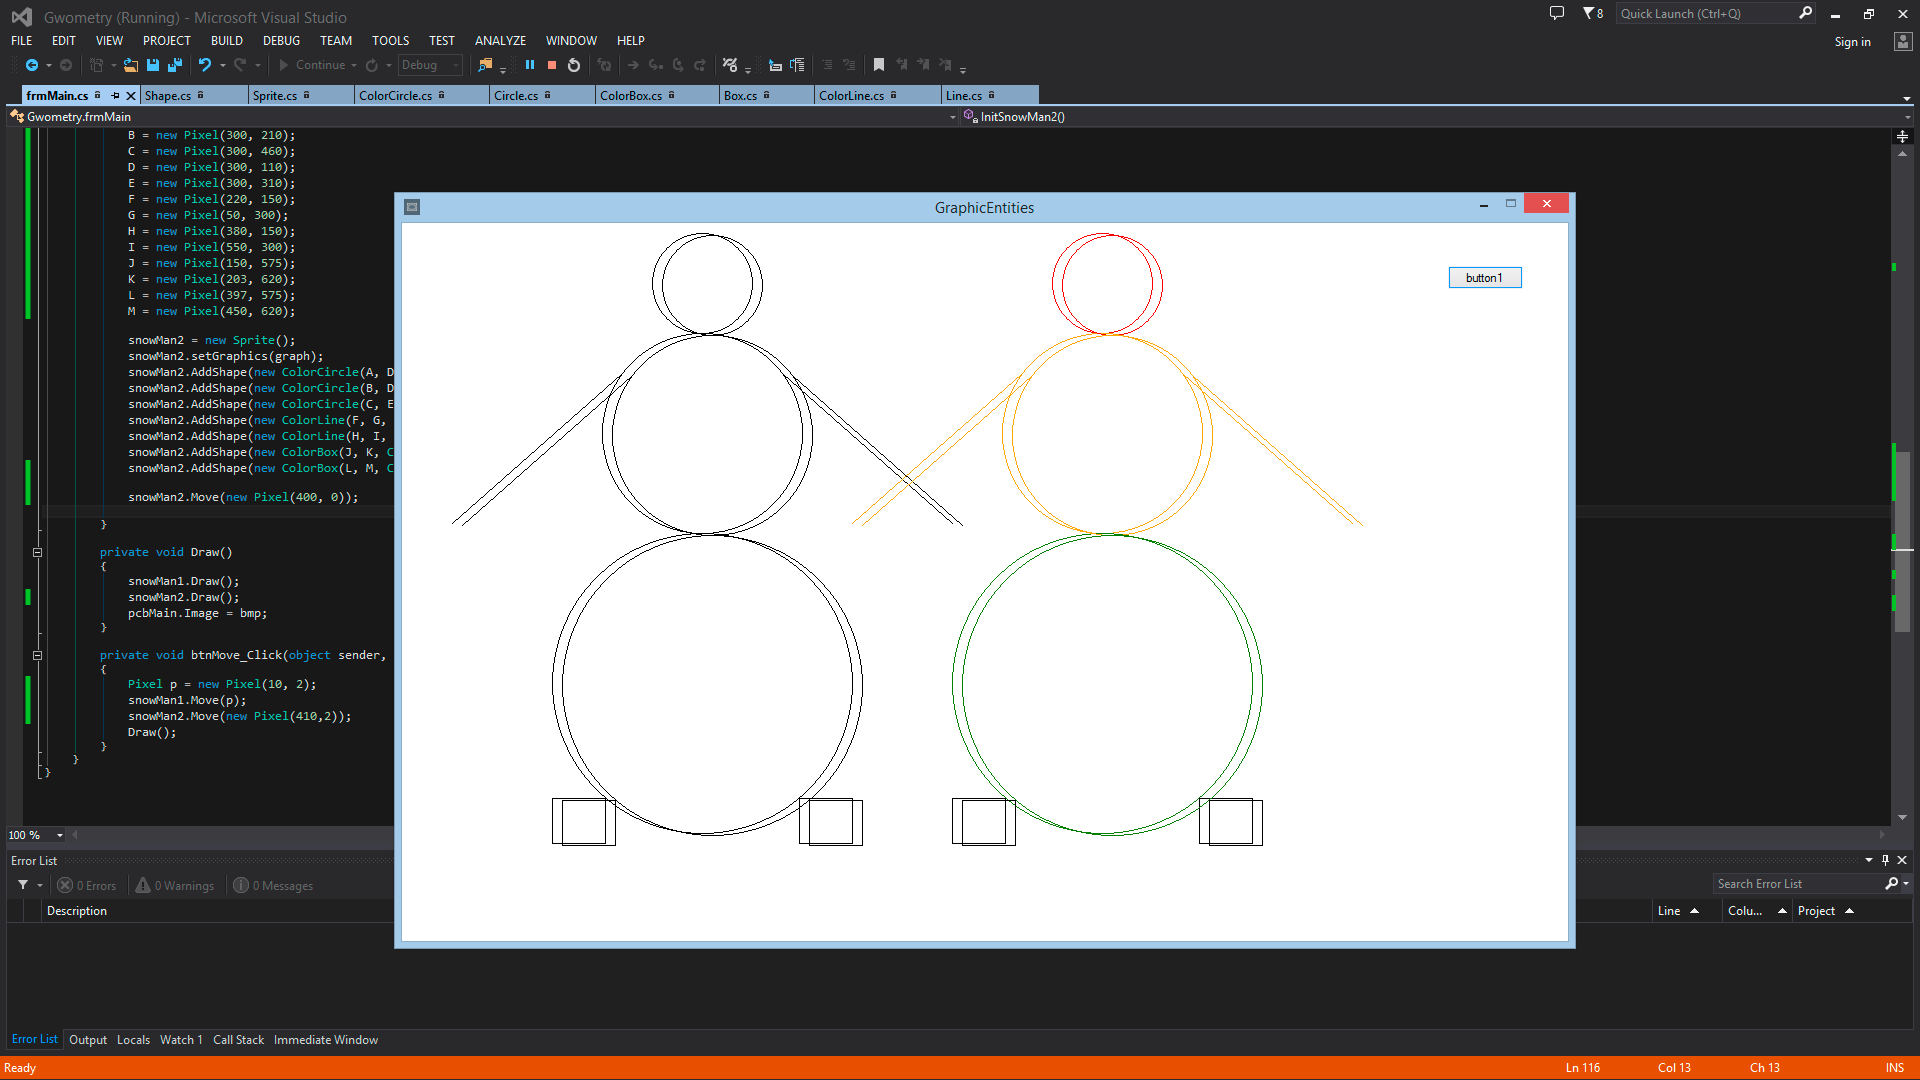 Gwometry (Running) - Microsoft Visual Studio
8
Quick Launch (Ctrl+Q)
FILE EDIT VIEW PROJECT BUILD DEBUG TEAM TOOLS TEST ANALYZE WINDOW HELP
Sign in
Continue Debug
frmMain.cs Shape.cs Sprite.cs ColorCircle.cs Circle.cs ColorBox.cs Box.cs ColorLine.cs Line.cs
Gwometry.frmMain InitSnowMan2()
B = new Pixel(300, 210);
C = new Pixel(300, 460);
D = new Pixel(300, 110);
E = new Pixel(300, 310);
F = new Pixel(220, 150);
G = new Pixel(50, 300);
H = new Pixel(380, 150);
I = new Pixel(550, 300);
J = new Pixel(150, 575);
K = new Pixel(203, 620);
L = new Pixel(397, 575);
M = new Pixel(450, 620);
snowMan2 = new Sprite();
snowMan2.setGraphics(graph);
snowMan2.AddShape(new ColorCircle(A, D
snowMan2.AddShape(new ColorCircle(B, D
snowMan2.AddShape(new ColorCircle(C, E
snowMan2.AddShape(new ColorLine(F, G,
snowMan2.AddShape(new ColorLine(H, I,
snowMan2.AddShape(new ColorBox(J, K, C
snowMan2.AddShape(new ColorBox(L, M, C
snowMan2.Move(new Pixel(400, 0));
}
private void Draw()
{
snowMan1.Draw();
snowMan2.Draw();
pcbMain.Image = bmp;
}
private void btnMove_Click(object sender,
{
Pixel p = new Pixel(10, 2);
snowMan1.Move(p);
snowMan2.Move(new Pixel(410,2));
Draw();
}
}
}
GraphicEntities
button1
100 %
Error List
0 Errors 0 Warnings 0 Messages
Search Error List
Description Line Colu... Project
Error List Output Locals Watch 1 Call Stack Immediate Window
Ready Ln 116 Col 13 Ch 13 INS